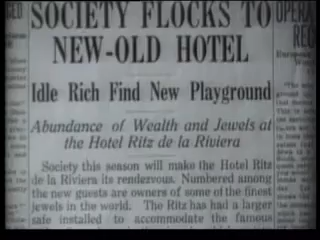 SOCIETY FLOCKS TO
NEW-OLD HOTEL
Idle Rich Find New Playground
Abundance of Wealth and Jewels at
the Hotel Ritz de la Riviera
Society this season will make the Hotel Ritz
de la Riviera its rendezvous. Numbered among
the new guests are owners of some of the finest
jewels in the world. The Ritz has had a larger
safe installed to accommodate the famous
OPERA